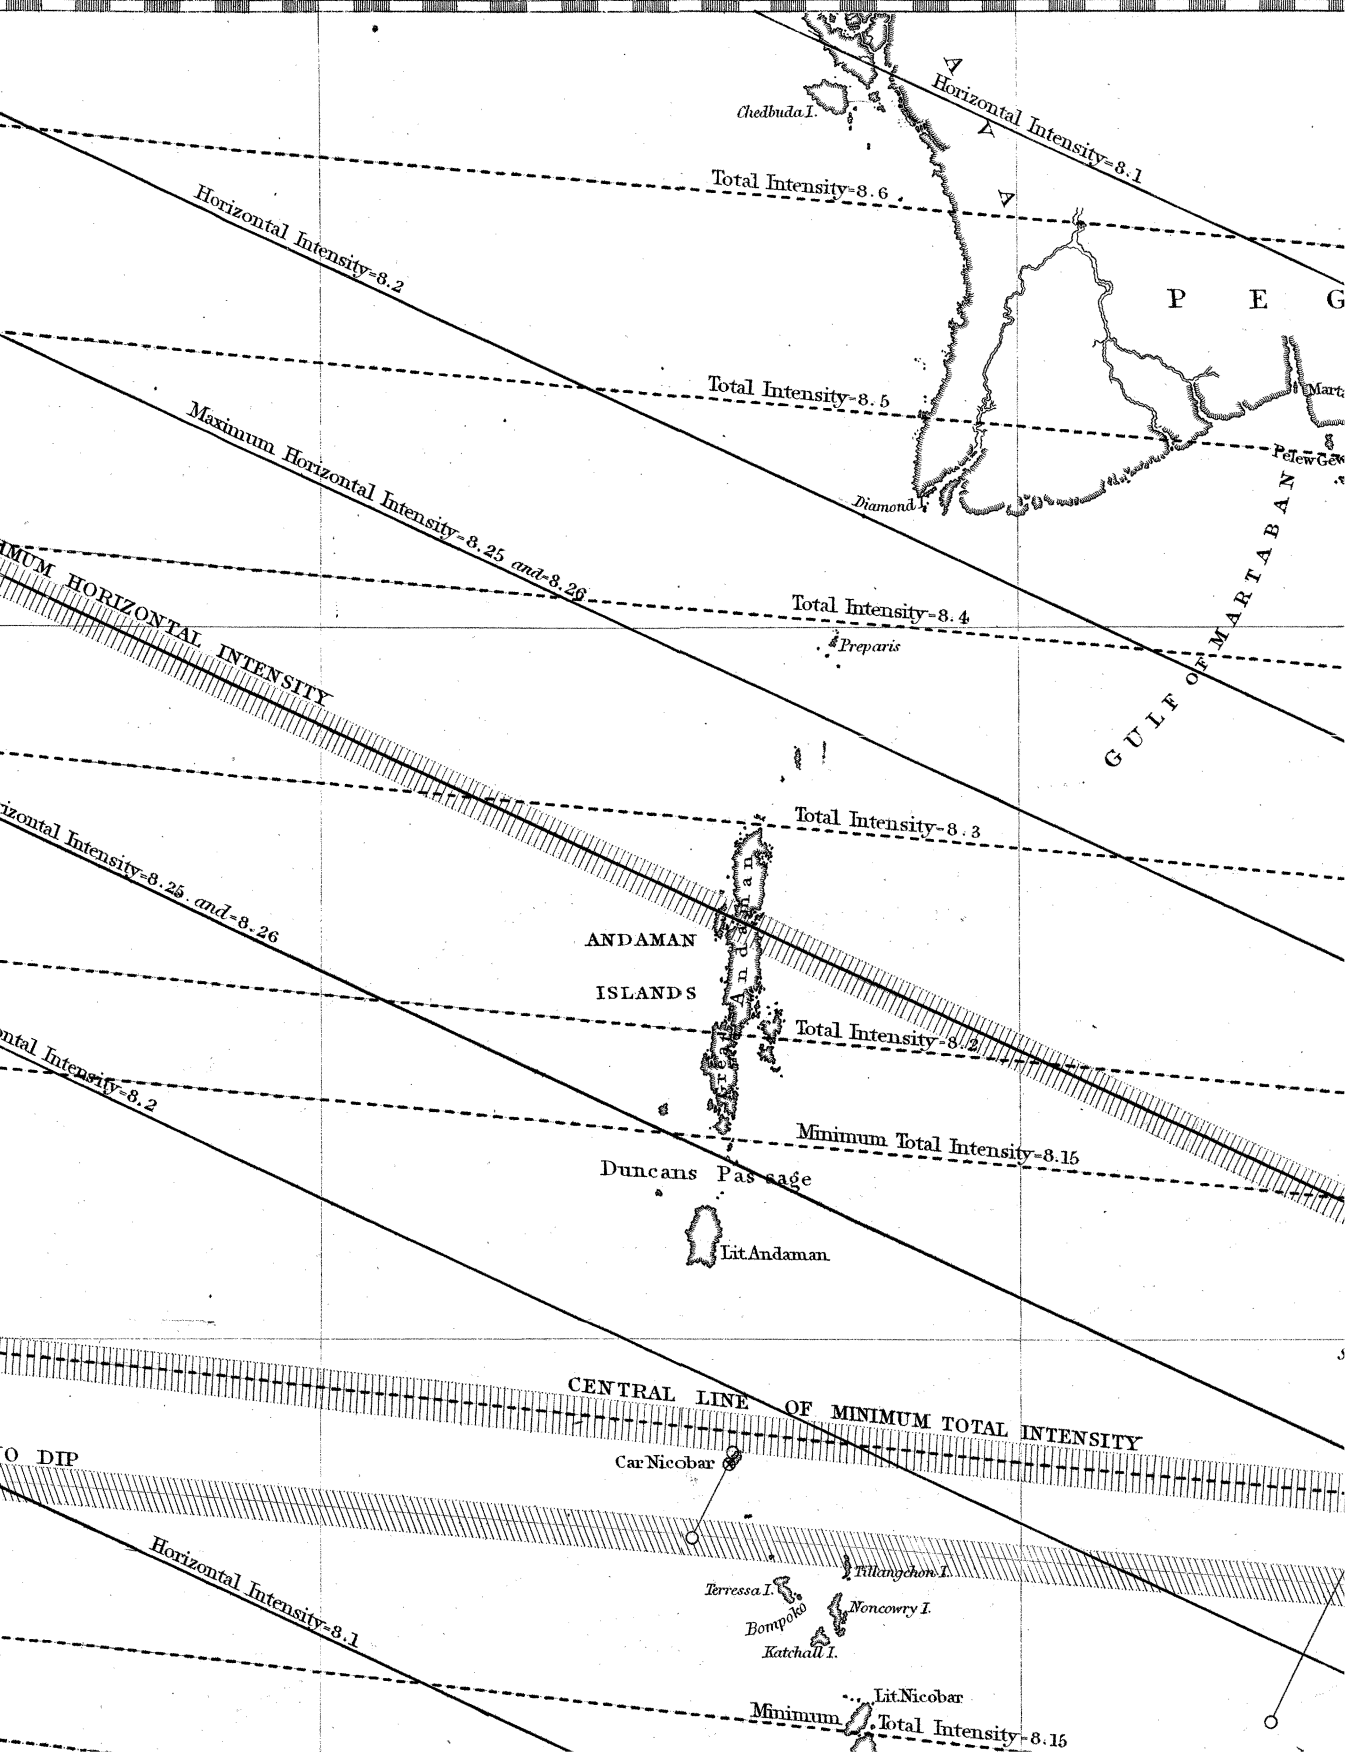 A
Horizontal Intensity=8.1
Chedbuda I.
A
Total Intensity=8.6
A
Horizontal Intensity=8.2
P E G
Total Intensity=8.5
Marta
Maximum Horizontal Intensity=8.25 and=8.26
Pelew Gew
Diamond I.
GULF OF MARTABAN
IMUM HORIZONTAL INTENSITY
Total Intensity=8.4
Preparis
Total Intensity=8.3
rizontal Intensity=8.25. and=8.26
Great Andaman
ANDAMAN
ISLANDS
Total Intensity=8.2
ontal Intensity=8.2
Minimum Total Intensity=8.15
Duncans Passage
Lit. Andaman
CENTRAL LINE OF MINIMUM TOTAL INTENSITY
O DIP
Car Nicobar
Horizontal Intensity=8.1
Tillangchon I.
Terressa I.
Bompoko
Noncowry I.
Katchall I.
Lit. Nicobar
Minimum Total Intensity=8.15